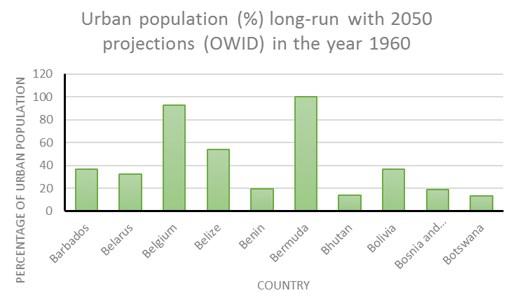 Urban population (%) long-run with 2050
projections (OWID) in the year 1960
PERCENTAGE OF URBAN POPULATION
120
100
80
60
40
20
0
Barbados
Belarus
Belgium
Belize
Benin
Bermuda
Bhutan
Bolivia
Bosnia and...
Botswana
COUNTRY